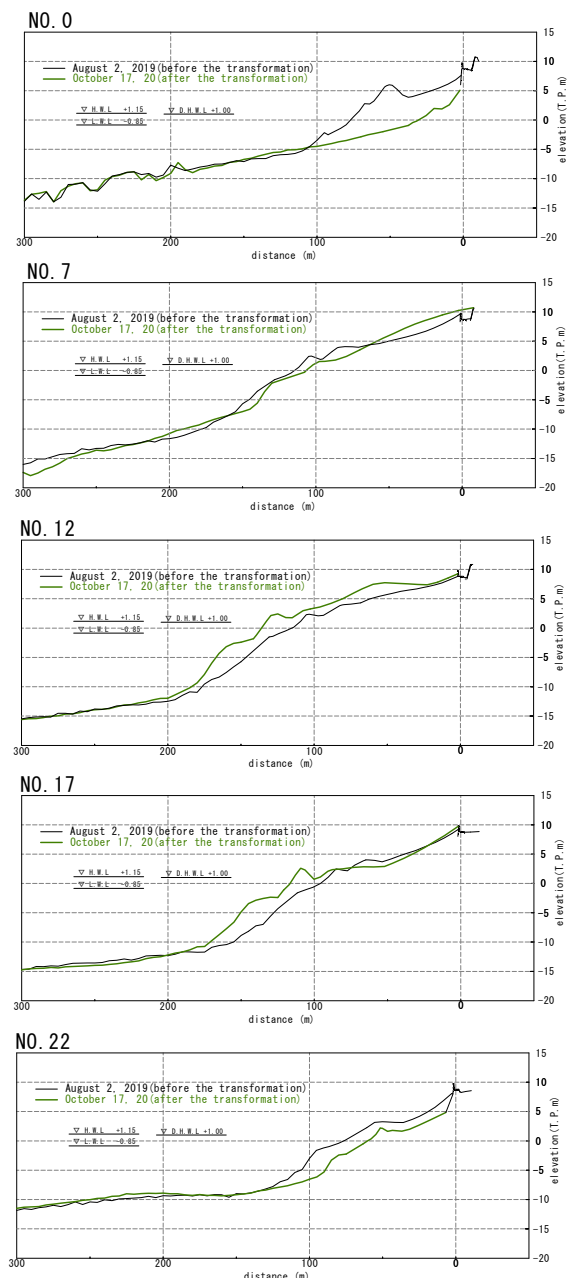 NO. 0
15
August 2, 2019(before the transformation)
10
October 17, 20(after the transformation)
5
▽ H.W.L +1.15 ▽ D.H.W.L +1.00
▽ L.W.L -0.85
0
-5
-10
-15
-20
300 200 100 0
distance (m)
elevation(T.P.m)
NO. 7
15
August 2, 2019(before the transformation)
10
October 17, 20(after the transformation)
5
▽ H.W.L +1.15 ▽ D.H.W.L +1.00
▽ L.W.L -0.85
0
-5
-10
-15
-20
300 200 100 0
distance (m)
elevation(T.P.m)
NO. 12
15
August 2, 2019(before the transformation)
10
October 17, 20(after the transformation)
5
▽ H.W.L +1.15 ▽ D.H.W.L +1.00
▽ L.W.L -0.85
0
-5
-10
-15
-20
300 200 100 0
distance (m)
elevation(T.P.m)
NO. 17
15
August 2, 2019(before the transformation)
10
October 17, 20(after the transformation)
5
▽ H.W.L +1.15 ▽ D.H.W.L +1.00
▽ L.W.L -0.85
0
-5
-10
-15
-20
300 200 100 0
distance (m)
elevation(T.P.m)
NO. 22
15
August 2, 2019(before the transformation)
10
October 17, 20(after the transformation)
5
▽ H.W.L +1.15 ▽ D.H.W.L +1.00
▽ L.W.L -0.85
0
-5
-10
-15
-20
300 200 100 0
distance (m)
elevation(T.P.m)